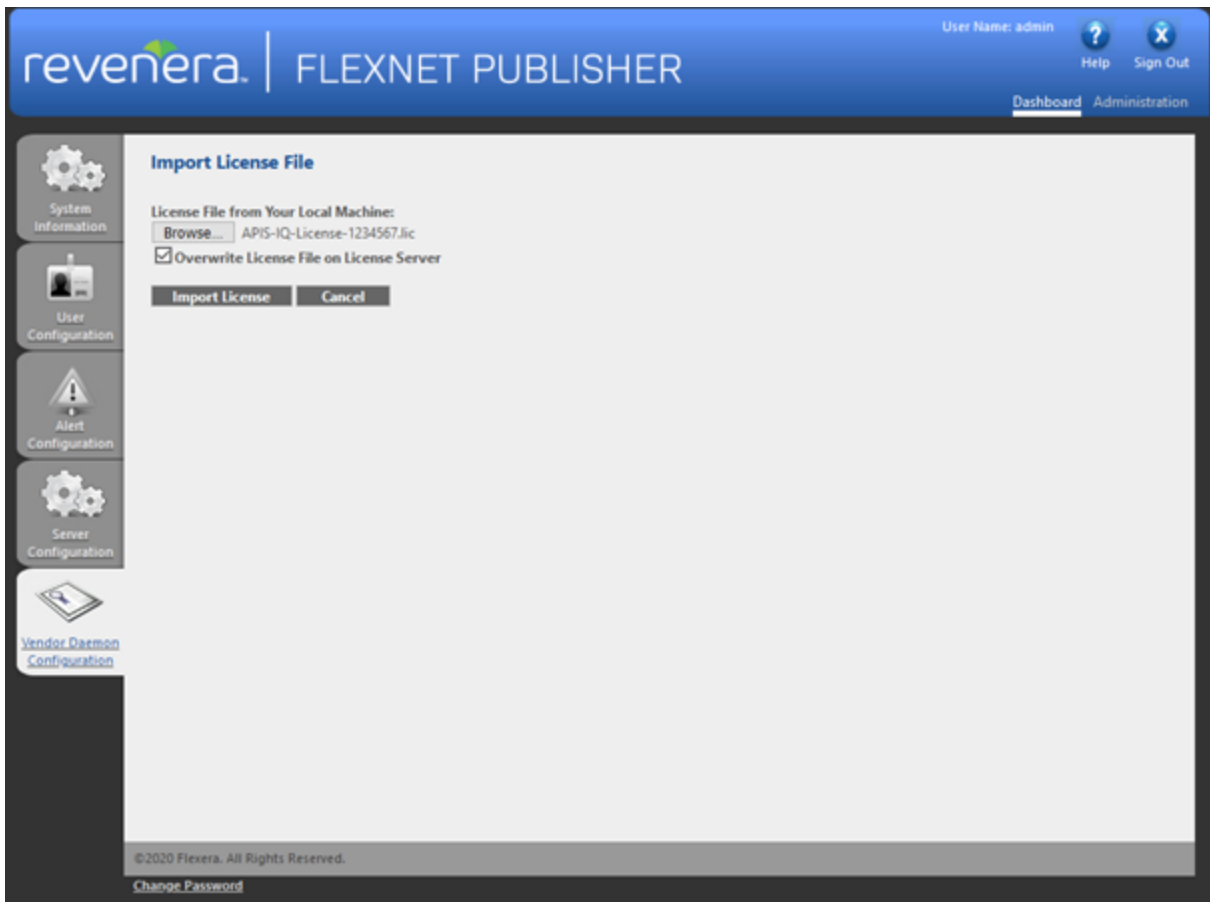 User Name: admin
Help
Sign Out
revenera. FLEXNET PUBLISHER
Dashboard Administration
System
Information
User
Configuration
Alert
Configuration
Server
Configuration
Vendor Daemon
Configuration
Import License File
License File from Your Local Machine:
Browse... APIS-IQ-License-1234567.lic
Overwrite License File on License Server
Import License Cancel
©2020 Flexera. All Rights Reserved.
Change Password